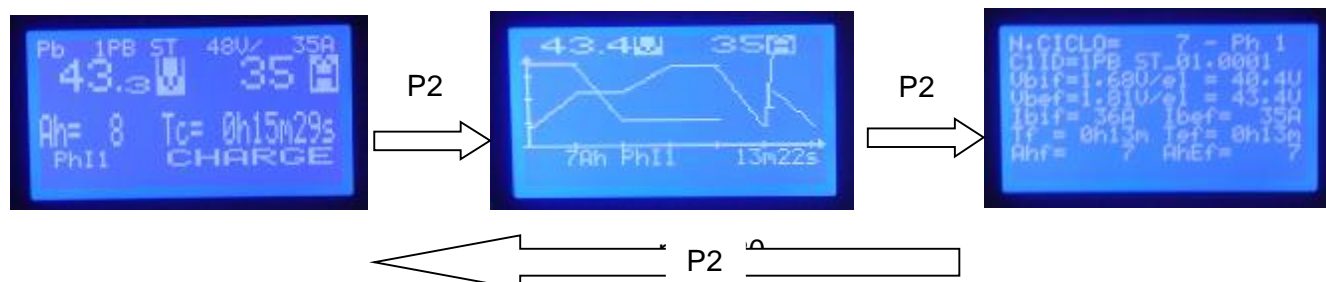 Pb 1PB ST 48V/ 35A
43.3V 35 A
Ah= 8 Tc= 0h15m29s
PhI1 CHARGE
P2
43.4V 35A
7Ah PhI1 13m22s
P2
N.CICLO= 7.- Ph 1
C1ID=1PB ST_01.0001
Vbif=1.68V/el = 40.4V
Vbef=1.81V/el = 43.4V
Ibif= 36A Ibef= 35A
Tf = 0h13m Tef= 0h13m
Ahf= 7 AhEf= 7
P2